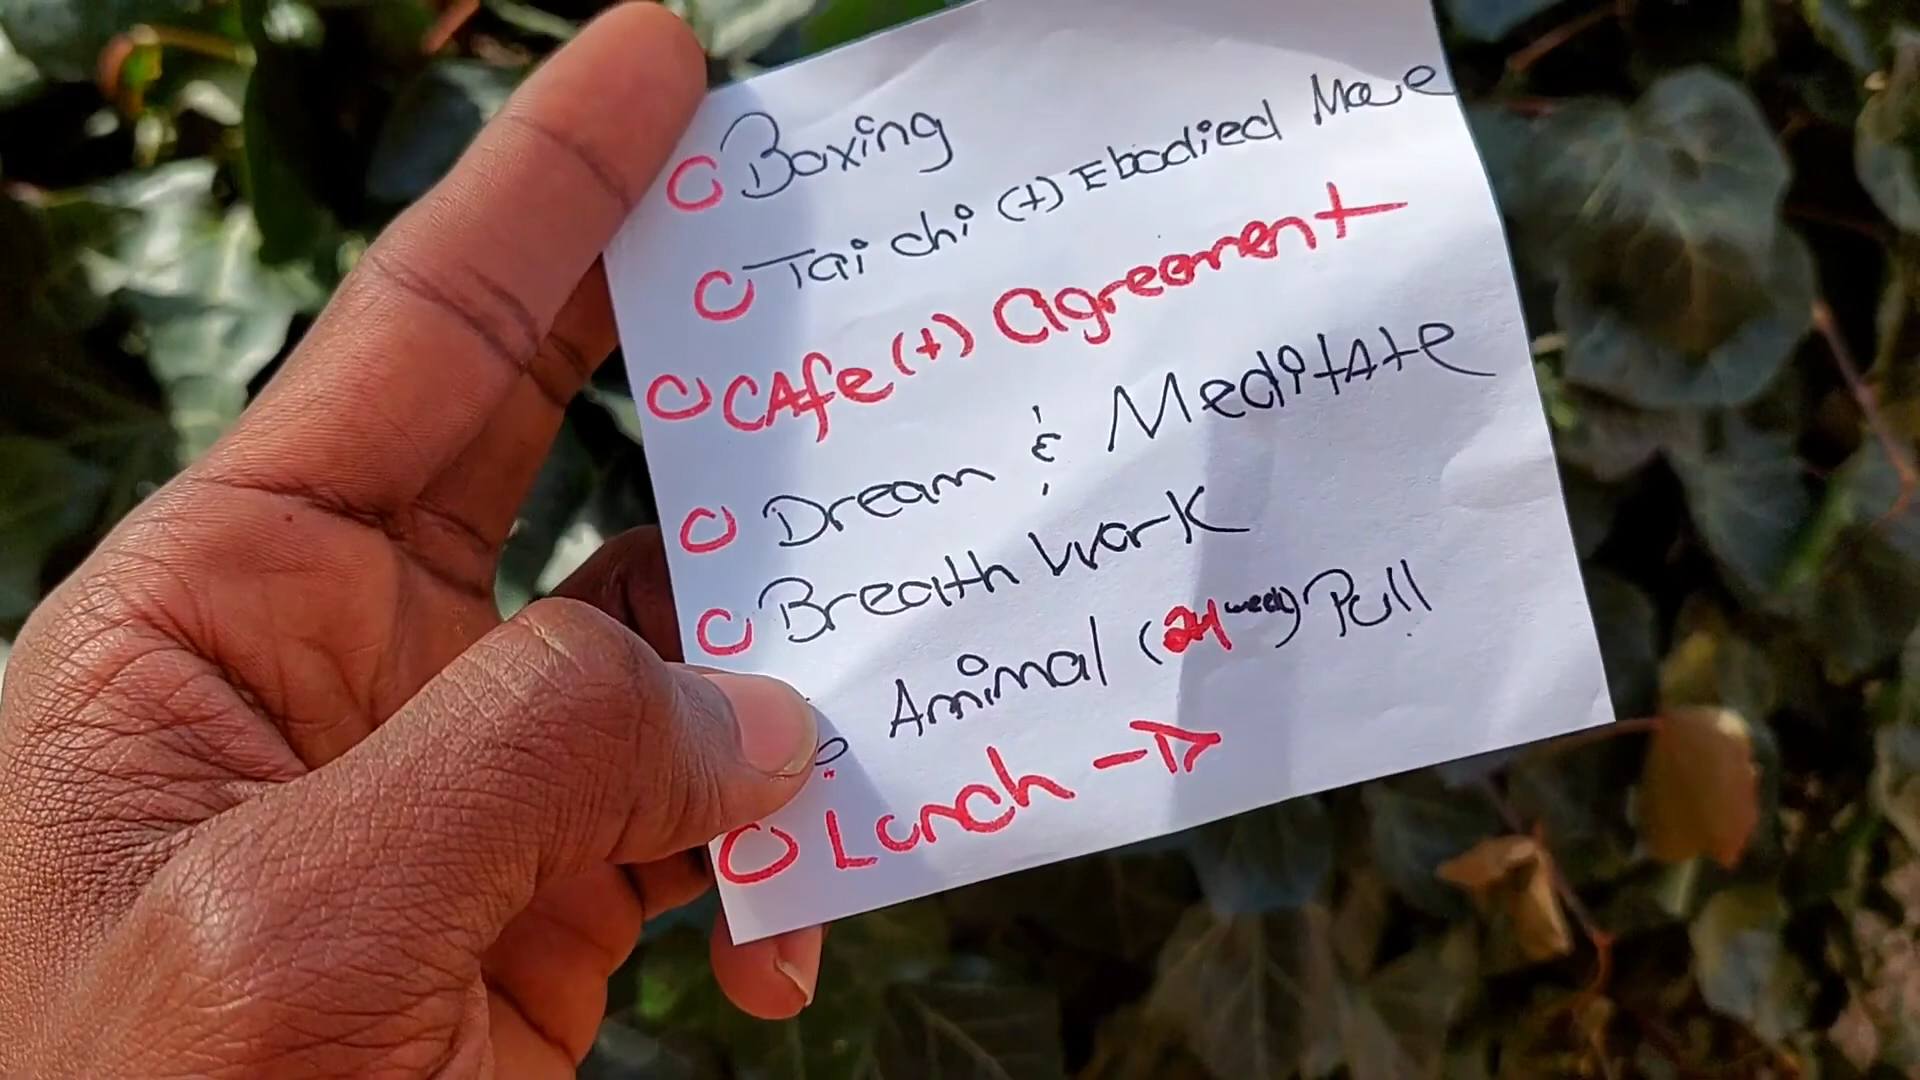 Boxing
Tai chi (+) Ebodied Move
CAfe (+) agreement
Dream & MeditAte
Breath Work
Animal (24 week) Pull
Lunch →